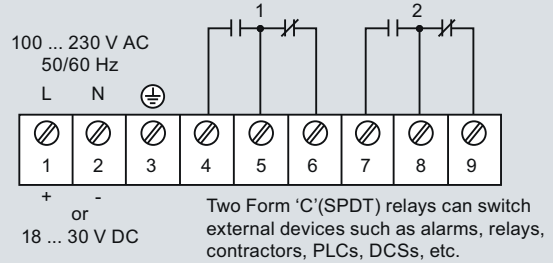 1
2
100 ... 230 V AC
50/60 Hz
L N
1 2 3 4 5 6 7 8 9
+ -
or
18 ... 30 V DC
Two Form ‘C’(SPDT) relays can switch
external devices such as alarms, relays,
contractors, PLCs, DCSs, etc.